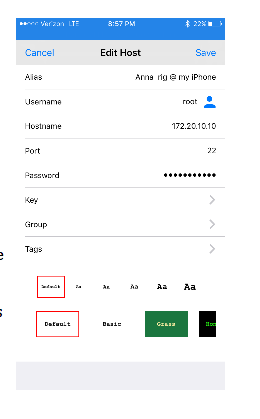 Verizon LTE 8:57 PM 22%
Cancel Edit Host Save
Alias Anna rig @ my iPhone
Username root
Hostname 172.20.10.10
Port 22
Password •••••••••••
Key
Group
Tags
e
Default Aa Aa Aa Aa Aa
s
Default Basic Grass Hom